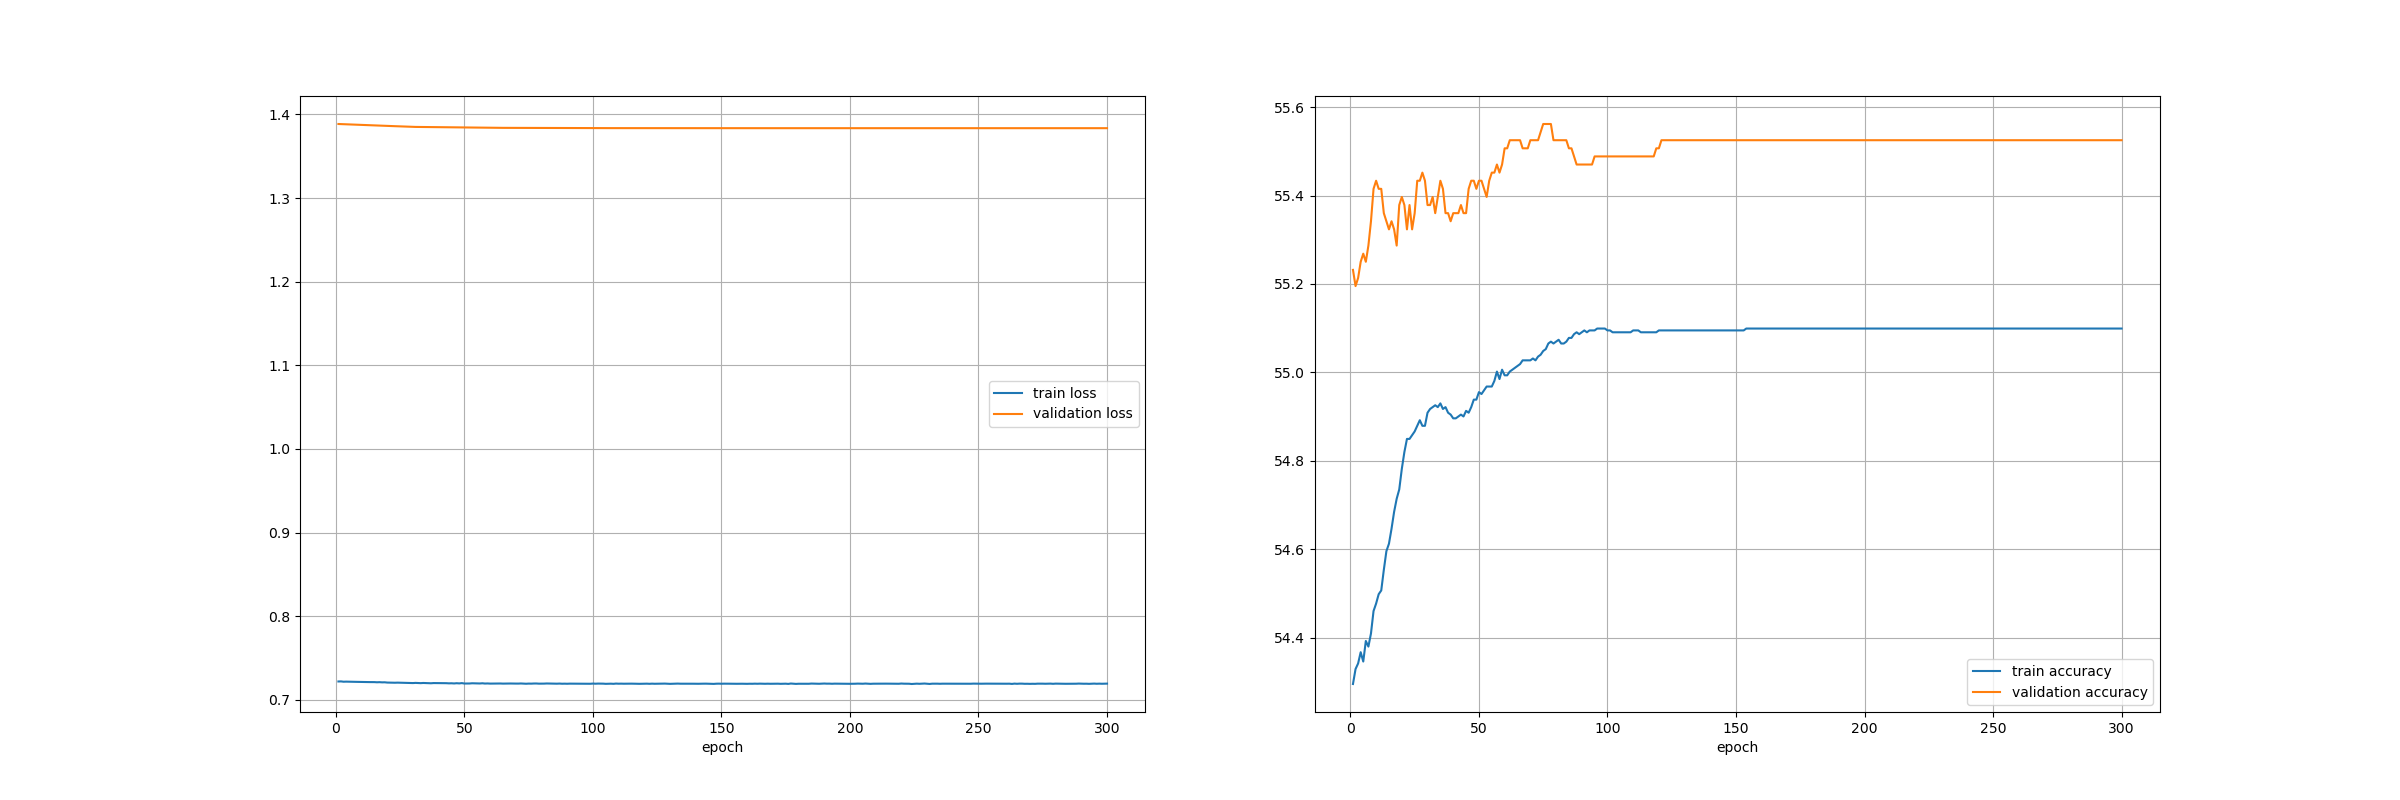 1.4
1.3
1.2
1.1
1.0
0.9
0.8
0.7
0 50 100 150 200 250 300
epoch
train loss
validation loss
55.6
55.4
55.2
55.0
54.8
54.6
54.4
0 50 100 150 200 250 300
epoch
train accuracy
validation accuracy